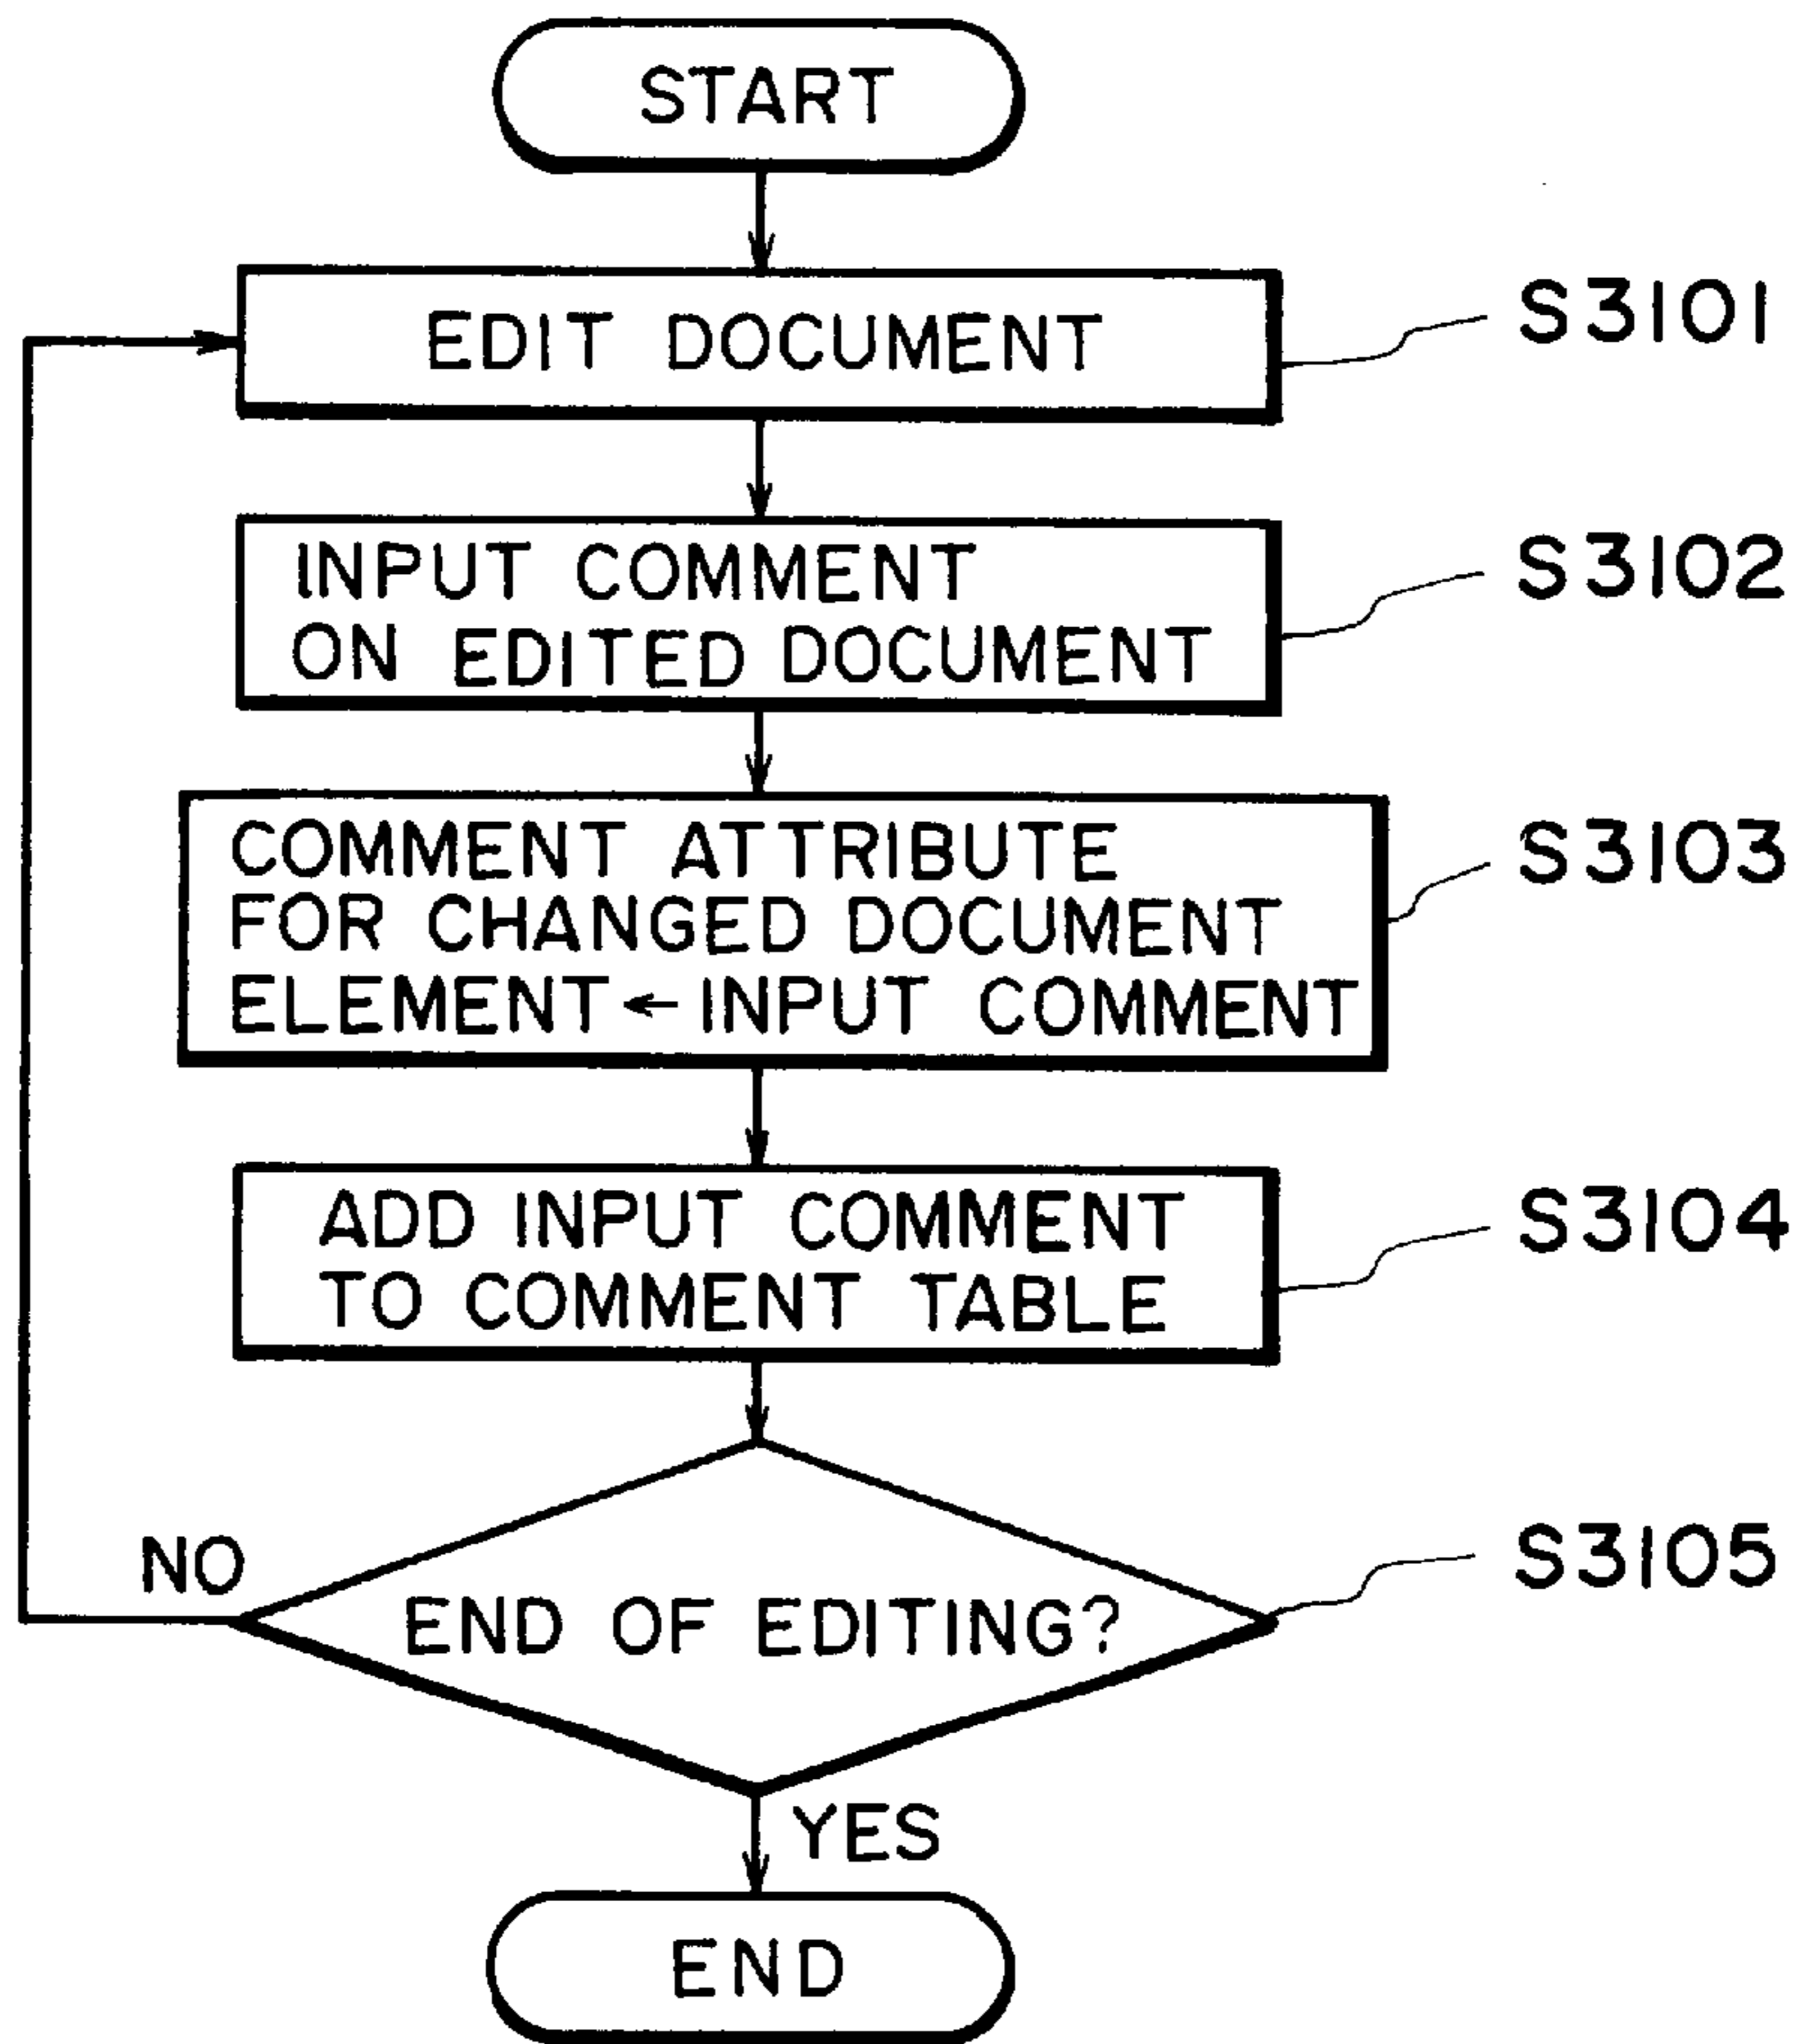 START
EDIT DOCUMENT
S3101
INPUT COMMENT
ON EDITED DOCUMENT
S3102
COMMENT ATTRIBUTE
FOR CHANGED DOCUMENT
ELEMENT ← INPUT COMMENT
S3103
ADD INPUT COMMENT
TO COMMENT TABLE
S3104
NO
END OF EDITING?
S3105
YES
END